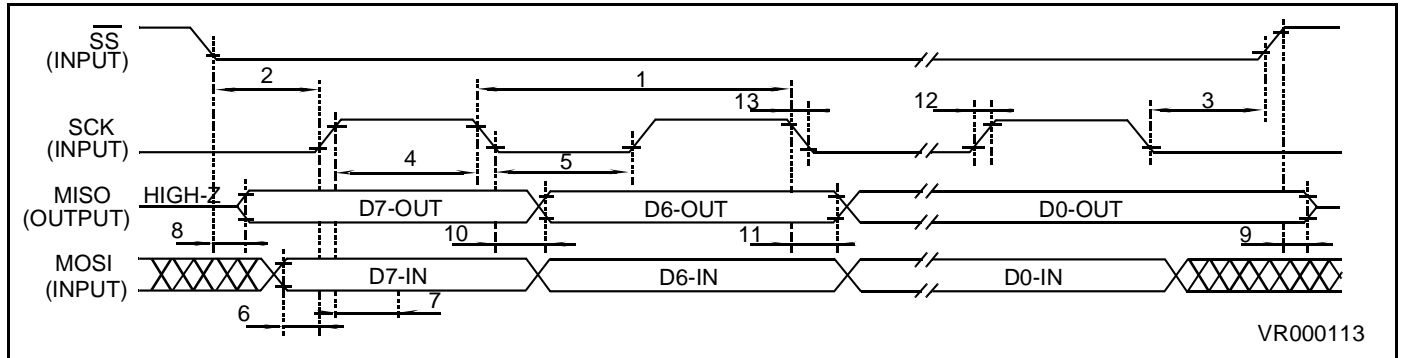 SS
(INPUT)
2
1
13
12
3
SCK
(INPUT)
4
5
MISO
(OUTPUT)
HIGH-Z
D7-OUT
D6-OUT
D0-OUT
8
10
11
9
MOSI
(INPUT)
D7-IN
D6-IN
D0-IN
6
7
VR000113